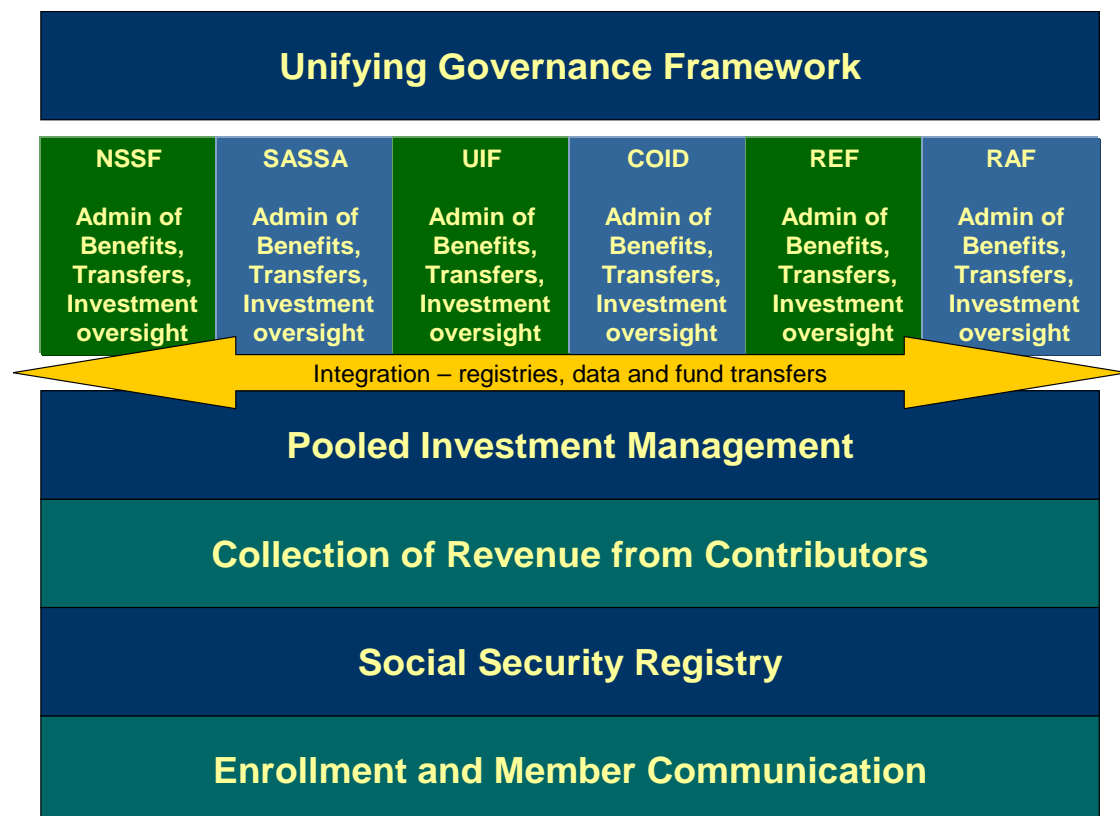 Unifying Governance Framework
NSSF
Admin of
Benefits,
Transfers,
Investment
oversight
SASSA
Admin of
Benefits,
Transfers,
Investment
oversight
UIF
Admin of
Benefits,
Transfers,
Investment
oversight
COID
Admin of
Benefits,
Transfers,
Investment
oversight
REF
Admin of
Benefits,
Transfers,
Investment
oversight
RAF
Admin of
Benefits,
Transfers,
Investment
oversight
Integration – registries, data and fund transfers
Pooled Investment Management
Collection of Revenue from Contributors
Social Security Registry
Enrollment and Member Communication